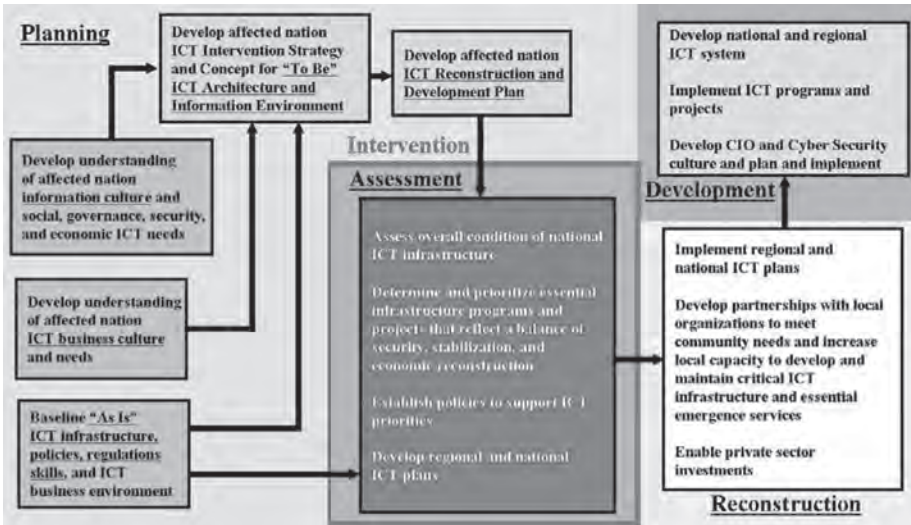 Planning
Develop affected nation
ICT Intervention Strategy
and Concept for “To Be”
ICT Architecture and
Information Environment
Develop affected nation
ICT Reconstruction and
Development Plan
Develop understanding
of affected nation
information culture and
social, governance, security,
and economic ICT needs
Develop understanding
of affected nation
ICT business culture
and needs
Baseline “As Is”
ICT infrastructure,
policies, regulations
skills, and ICT
business environment
Intervention
Assessment
Assess overall condition of national
ICT infrastructure
Determine and prioritize essential
infrastructure programs and
projects that reflect a balance of
security, stabilization, and
economic reconstruction
Establish policies to support ICT
priorities
Develop regional and national
ICT plans
Develop national and regional
ICT system
Implement ICT programs and
projects
Develop CIO and Cyber Security
culture and plan and implement
Development
Implement regional and
national ICT plans
Develop partnerships with local
organizations to meet
community needs and increase
local capacity to develop and
maintain critical ICT
infrastructure and essential
emergence services
Enable private sector
investments
Reconstruction